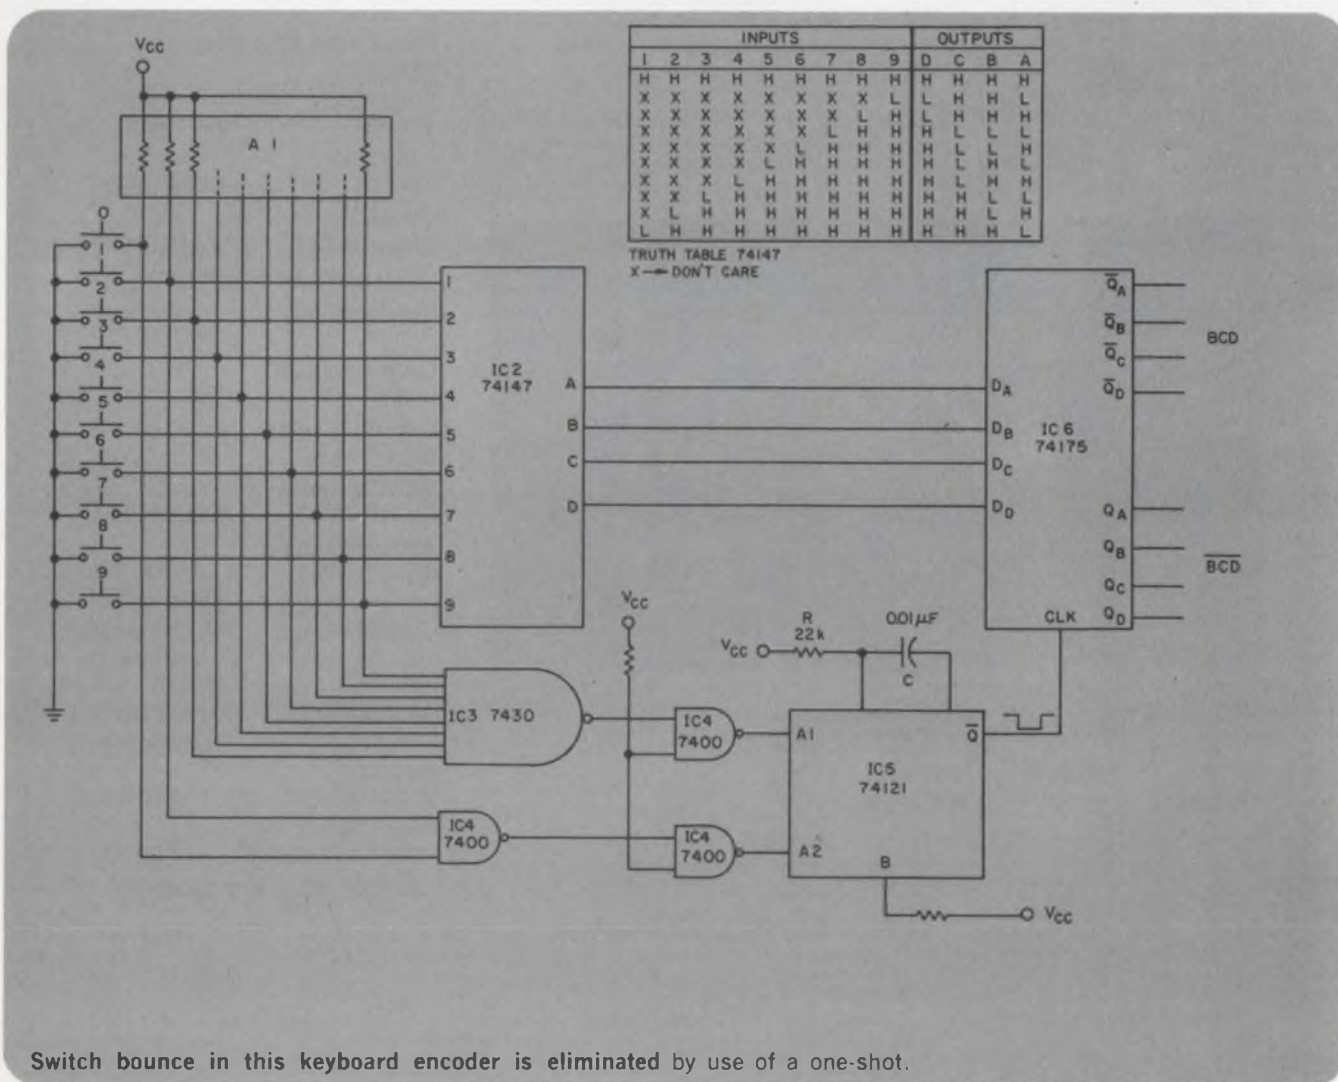 VCC
INPUTS OUTPUTS
1 2 3 4 5 6 7 8 9 D C B A
H H H H H H H H H H H H H
X X X X X X X X L L H H L
X X X X X X X L H L H H H
X X X X X X L H H H L L L
X X X X X L H H H H L L H
X X X X L H H H H H L H L
X X X L H H H H H H L H H
X X L H H H H H H H H L L
X L H H H H H H H H H L H
L H H H H H H H H H H H L
TRUTH TABLE 74147
X → DON'T CARE
A 1
0
1
2
3
4
5
6
7
8
9
1
2
3
4
5
6
7
8
9
IC2
74147
A
B
C
D
DA
DB
DC
DD
IC6
74175
Q̅A
Q̅B
Q̅C
Q̅D
BCD
QA
QB
QC
QD
B̅C̅D̅
CLK
VCC
VCC
R
22k
0.01µF
C
IC3 7430
IC4
7400
IC4
7400
IC4
7400
A1
A2
IC5
74121
Q̅
B
VCC
Switch bounce in this keyboard encoder is eliminated by use of a one-shot.